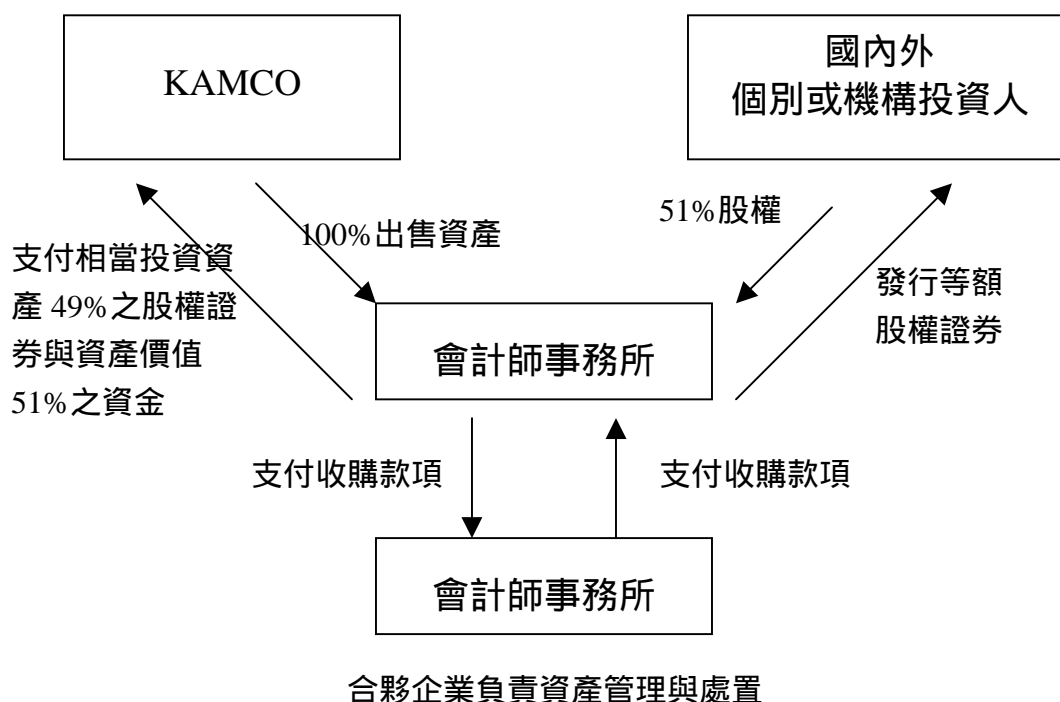 KAMCO
國內外
個別或機構投資人
51%股權
100%出售資產
支付相當投資資
產 49%之股權證
券與資產價值
51%之資金
發行等額
股權證券
會計師事務所
支付收購款項
支付收購款項
會計師事務所
合夥企業負責資產管理與處置